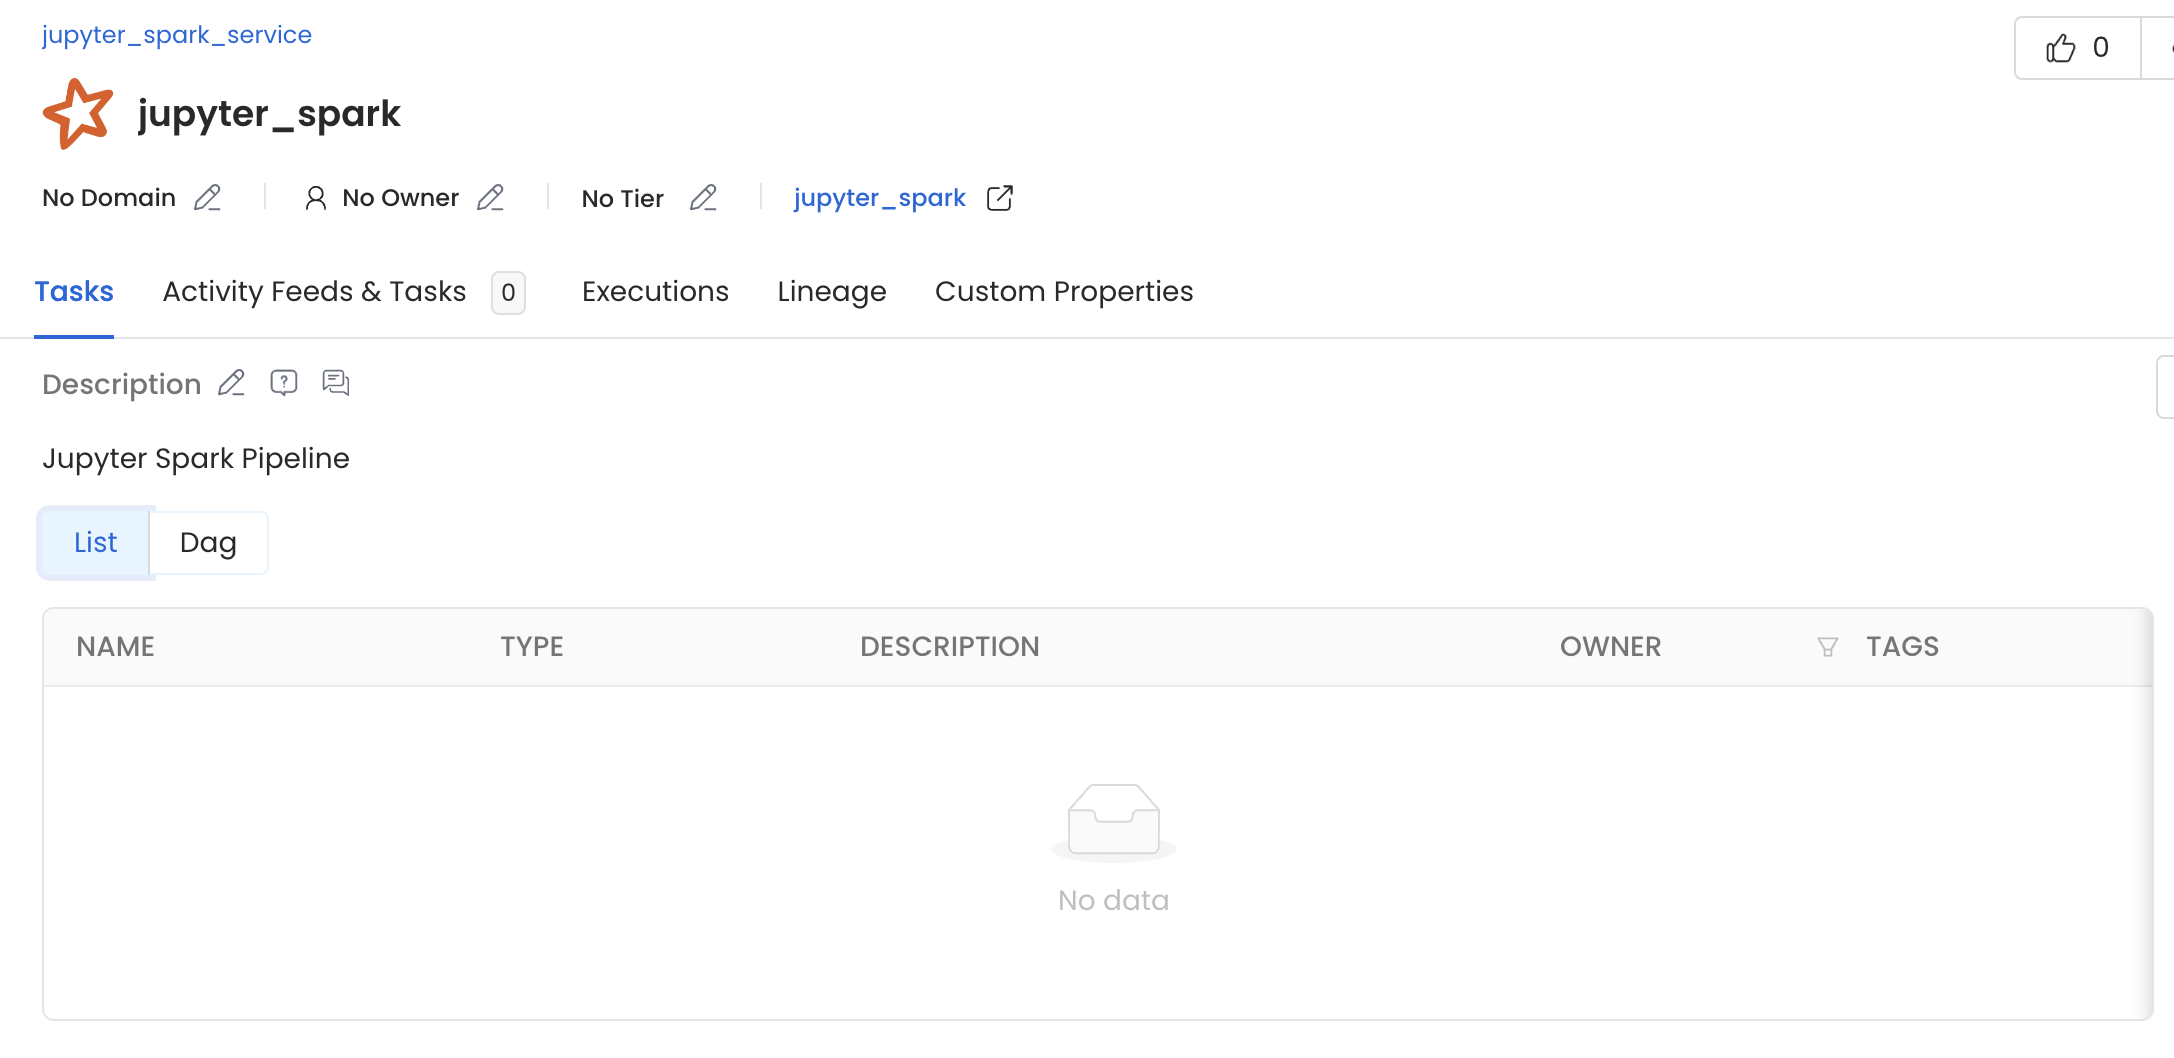 jupyter_spark_service
0
jupyter_spark
No Domain No Owner No Tier jupyter_spark
Tasks Activity Feeds & Tasks 0 Executions Lineage Custom Properties
Description
Jupyter Spark Pipeline
List Dag
NAME TYPE DESCRIPTION OWNER TAGS
No data